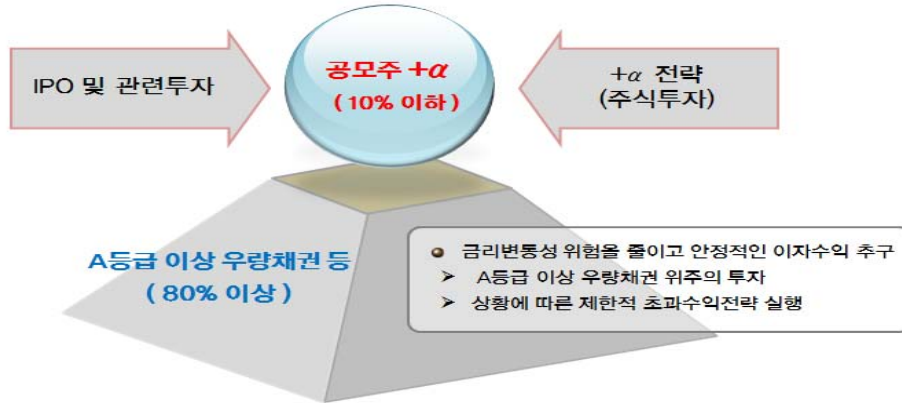 공모주 +α
( 10% 이하 )
IPO 및 관련투자
+α 전략
(주식투자)
A등급 이상 우량채권 등
( 80% 이상 )
금리변동성 위험을 줄이고 안정적인 이자수익 추구
➤ A등급 이상 우량채권 위주의 투자
➤ 상황에 따른 제한적 초과수익전략 실행